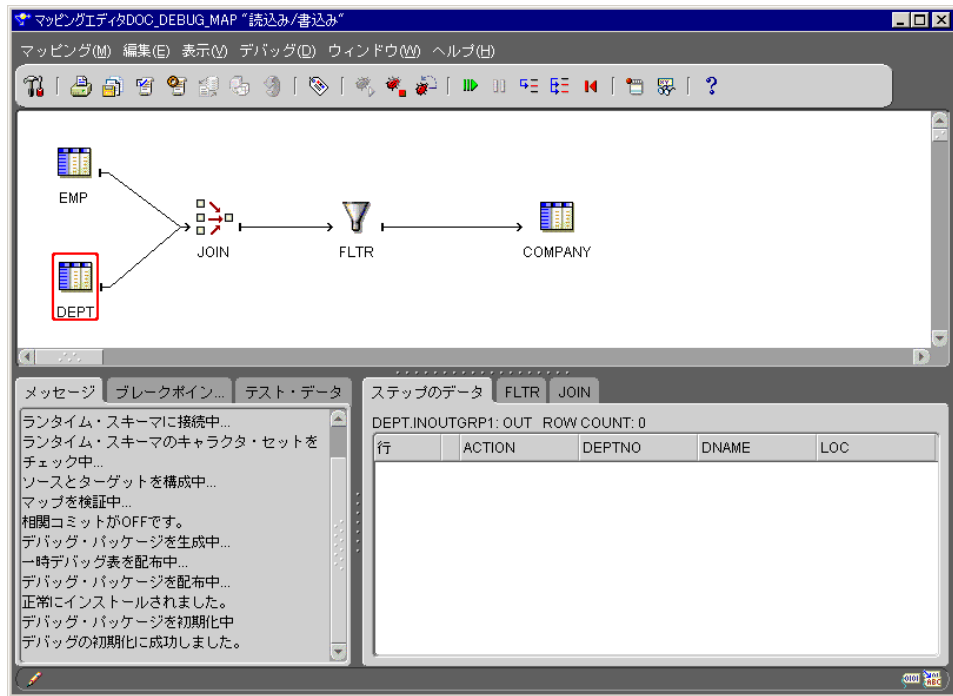 マッピングエディタDOC_DEBUG_MAP “読込み/書込み“
マッピング(M) 編集(E) 表示(V) デバッグ(D) ウィンドウ(W) ヘルプ(H)
EMP
JOIN
FLTR
COMPANY
DEPT
メッセージ ブレークポイン... テスト・データ
ランタイム・スキーマに接続中...
ランタイム・スキーマのキャラクタ・セットを
チェック中...
ソースとターゲットを構成中...
マップを検証中...
相関コミットがOFFです。
デバッグ・パッケージを生成中...
一時デバッグ表を配布中...
デバッグ・パッケージを配布中...
正常にインストールされました。
デバッグ・パッケージを初期化中
デバッグの初期化に成功しました。
ステップのデータ FLTR JOIN
DEPT.INOUTGRP1: OUT ROW COUNT: 0
行 ACTION DEPTNO DNAME LOC